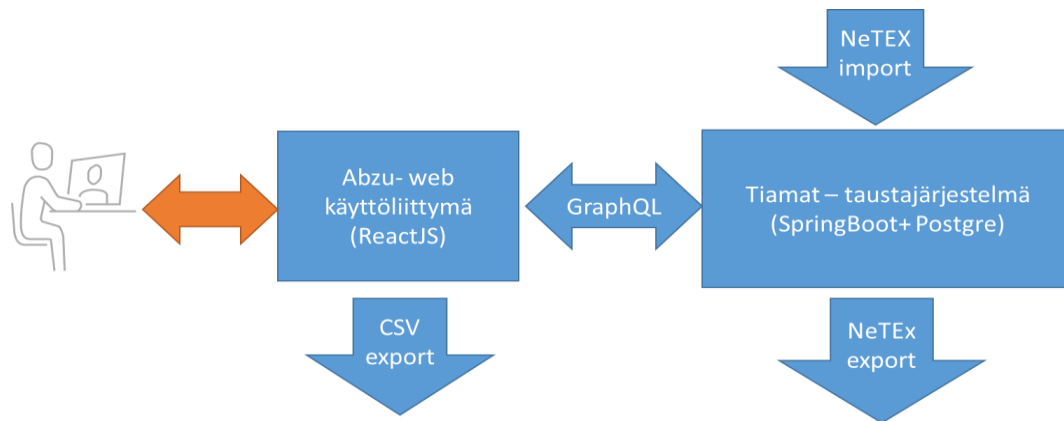 NeTEX
import
Abzu- web
käyttöliittymä
(ReactJS)
GraphQL
Tiamat – taustajärjestelmä
(SpringBoot+ Postgre)
CSV
export
NeTEx
export